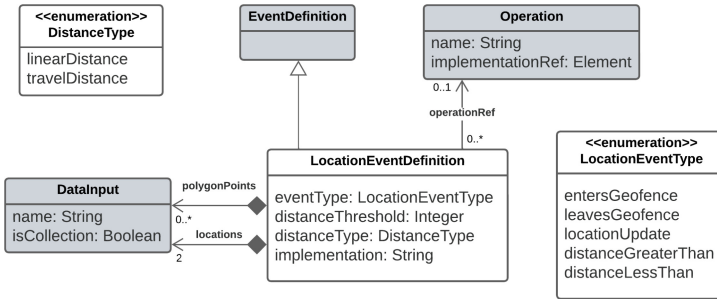 <<enumeration>>
DistanceType
linearDistance
travelDistance
EventDefinition
Operation
name: String
implementationRef: Element
0..1
operationRef
0..*
LocationEventDefinition
eventType: LocationEventType
distanceThreshold: Integer
distanceType: DistanceType
implementation: String
DataInput
name: String
isCollection: Boolean
polygonPoints
0..*
locations
2
<<enumeration>>
LocationEventType
entersGeofence
leavesGeofence
locationUpdate
distanceGreaterThan
distanceLessThan